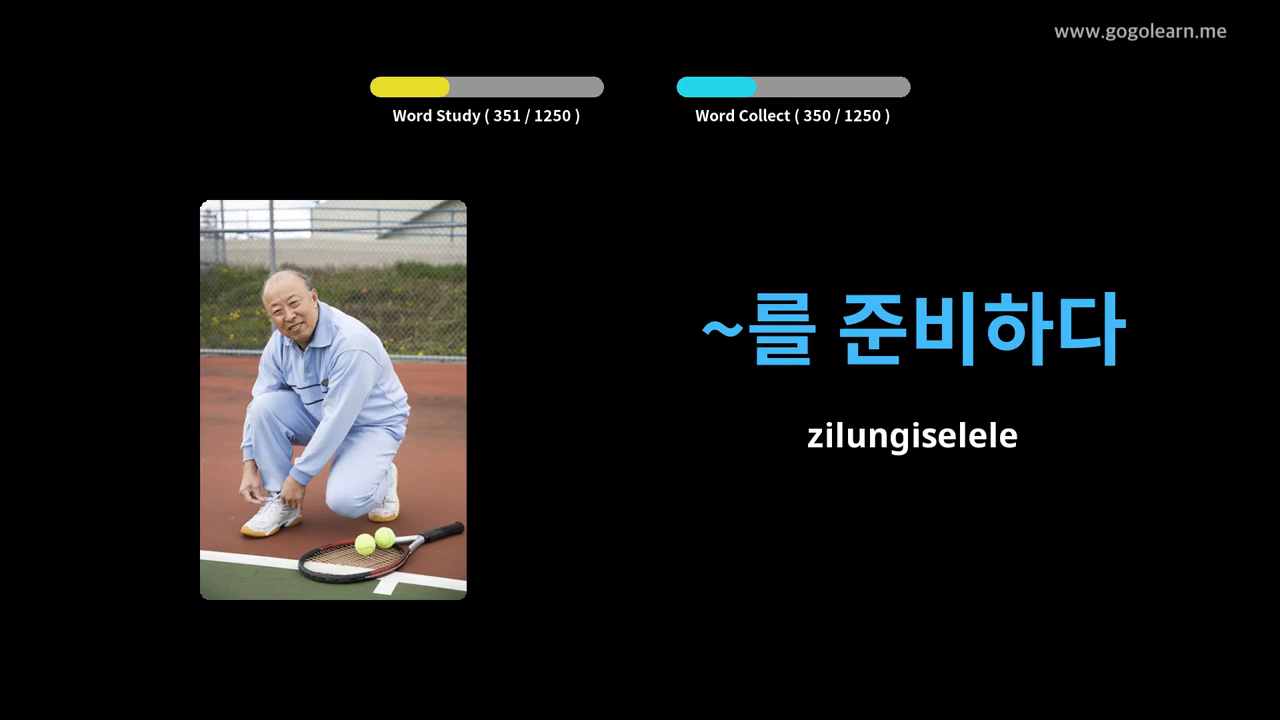 www.gogolearn.me
Word Study ( 351 / 1250 )
Word Collect ( 350 / 1250 )
~를 준비하다
zilungiselele